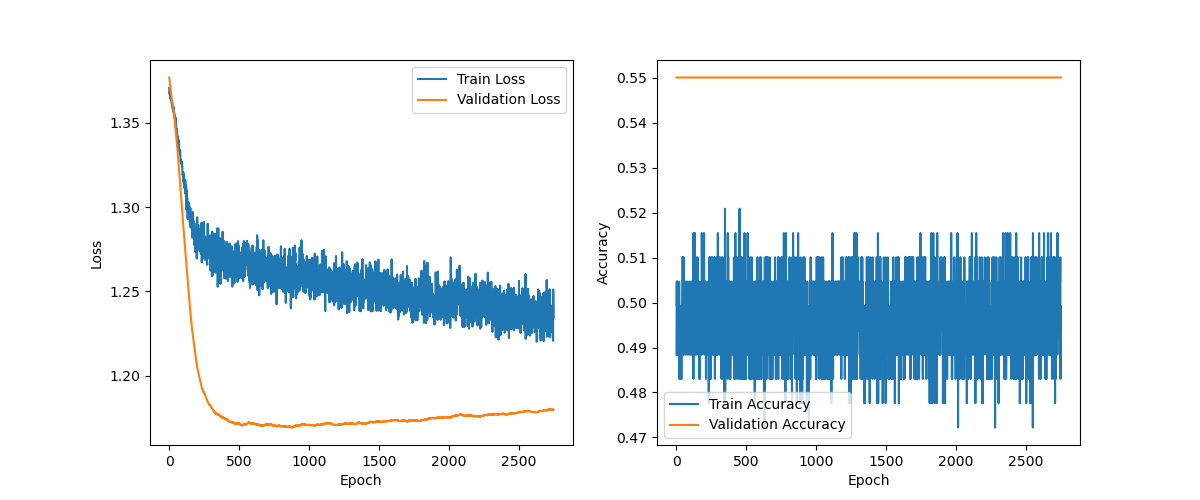 Train Loss
Validation Loss
1.35
1.30
1.25
1.20
Loss
0 500 1000 1500 2000 2500
Epoch
0.55
0.54
0.53
0.52
0.51
0.50
0.49
0.48
0.47
Accuracy
Train Accuracy
Validation Accuracy
0 500 1000 1500 2000 2500
Epoch